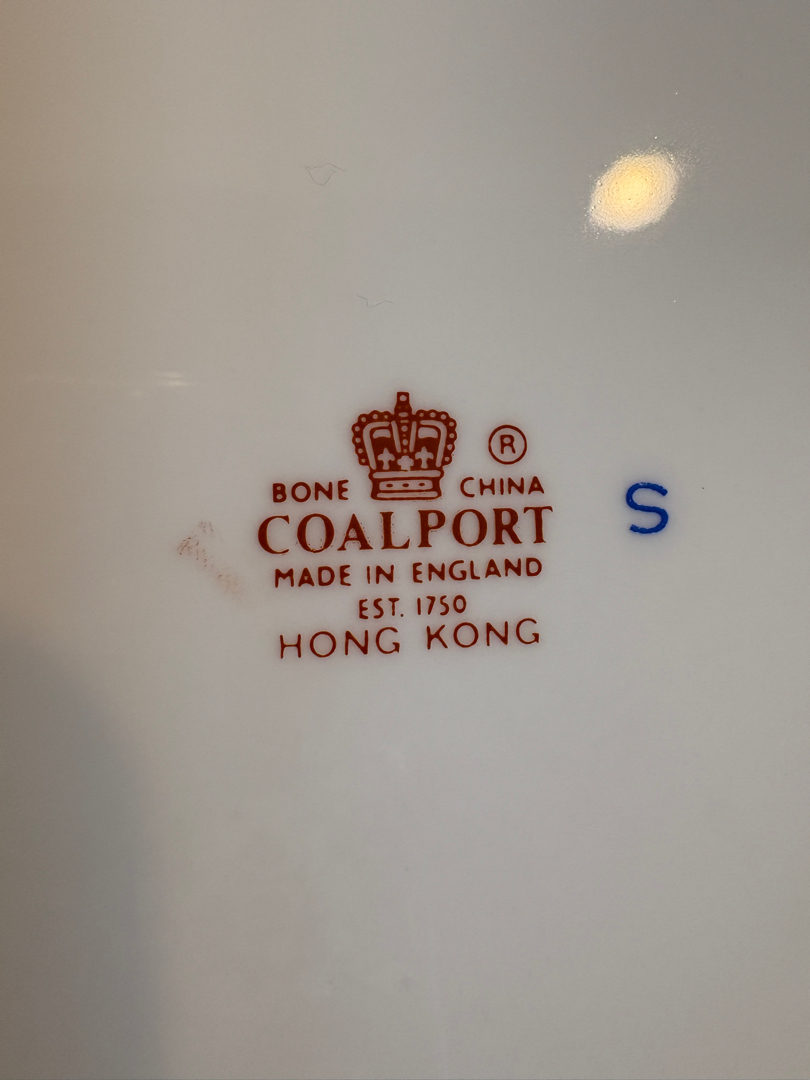 ®
BONE CHINA
COALPORT
MADE IN ENGLAND
EST. 1750
HONG KONG
S